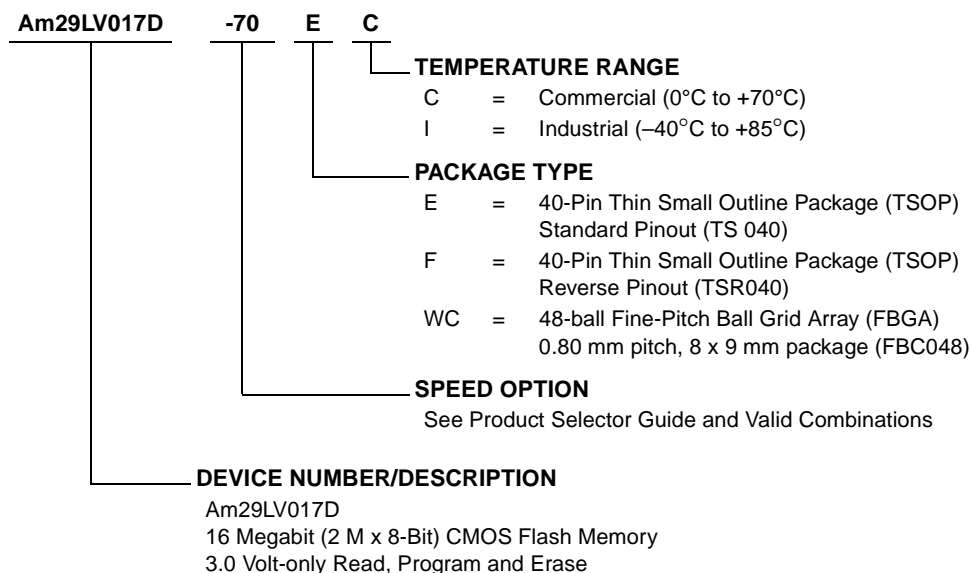 Am29LV017D -70 E C
TEMPERATURE RANGE
C = Commercial (0°C to +70°C)
I = Industrial (–40°C to +85°C)
PACKAGE TYPE
E = 40-Pin Thin Small Outline Package (TSOP)
Standard Pinout (TS 040)
F = 40-Pin Thin Small Outline Package (TSOP)
Reverse Pinout (TSR040)
WC = 48-ball Fine-Pitch Ball Grid Array (FBGA)
0.80 mm pitch, 8 x 9 mm package (FBC048)
SPEED OPTION
See Product Selector Guide and Valid Combinations
DEVICE NUMBER/DESCRIPTION
Am29LV017D
16 Megabit (2 M x 8-Bit) CMOS Flash Memory
3.0 Volt-only Read, Program and Erase